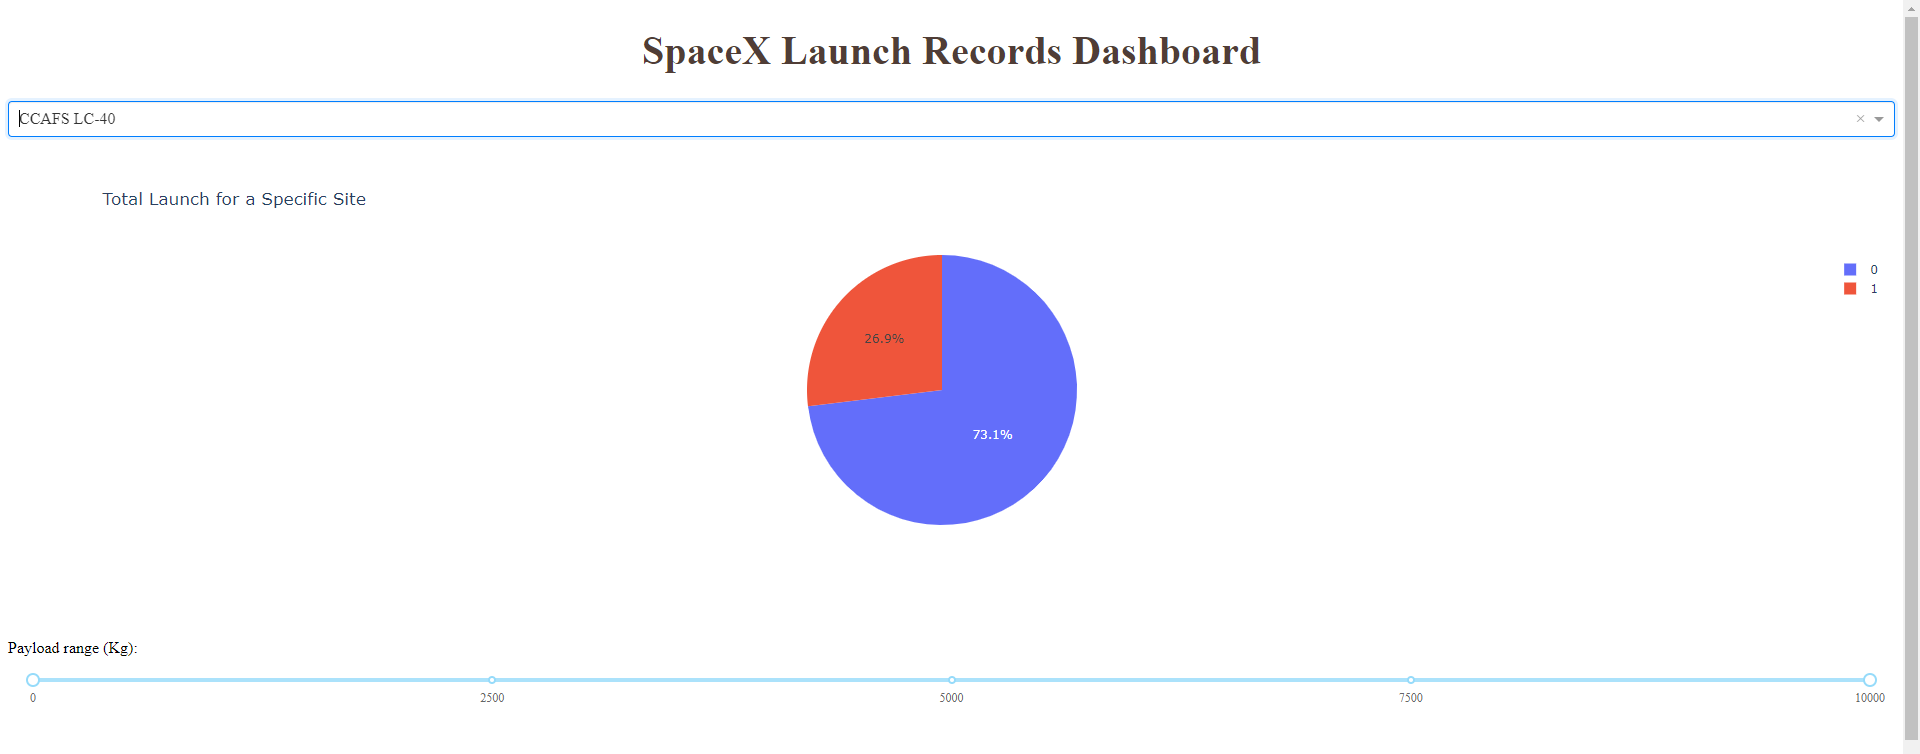 SpaceX Launch Records Dashboard
CCAFS LC-40
×
Total Launch for a Specific Site
0
1
26.9%
73.1%
Payload range (Kg):
0 2500 5000 7500 10000